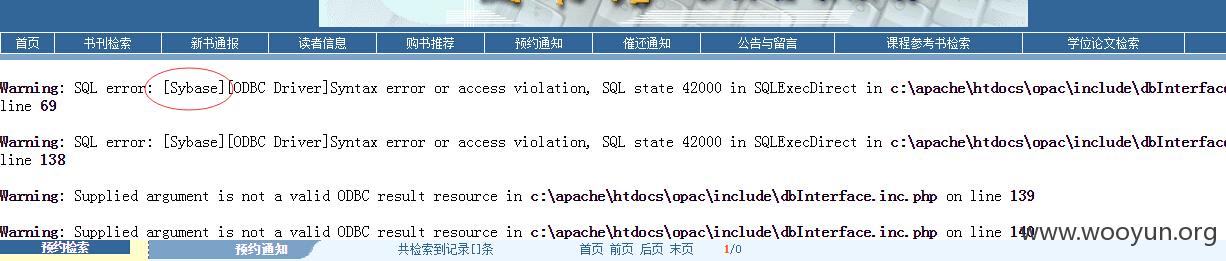 首页 书刊检索 新书通报 读者信息 购书推荐 预约通知 催还通知 公告与留言 课程参考书检索 学位论文检索
Warning: SQL error: [Sybase][ODBC Driver]Syntax error or access violation, SQL state 42000 in SQLExecDirect in c:\apache\htdocs\opac\include\dbInterface
line 69
Warning: SQL error: [Sybase][ODBC Driver]Syntax error or access violation, SQL state 42000 in SQLExecDirect in c:\apache\htdocs\opac\include\dbInterface
line 138
Warning: Supplied argument is not a valid ODBC result resource in c:\apache\htdocs\opac\include\dbInterface.inc.php on line 139
Warning: Supplied argument is not a valid ODBC result resource in c:\apache\htdocs\opac\include\dbInterface.inc.php on line 140
www.wooyun.org
预约检索 预约通知 共检索到记录[]条 首页 前页 后页 末页 1/0